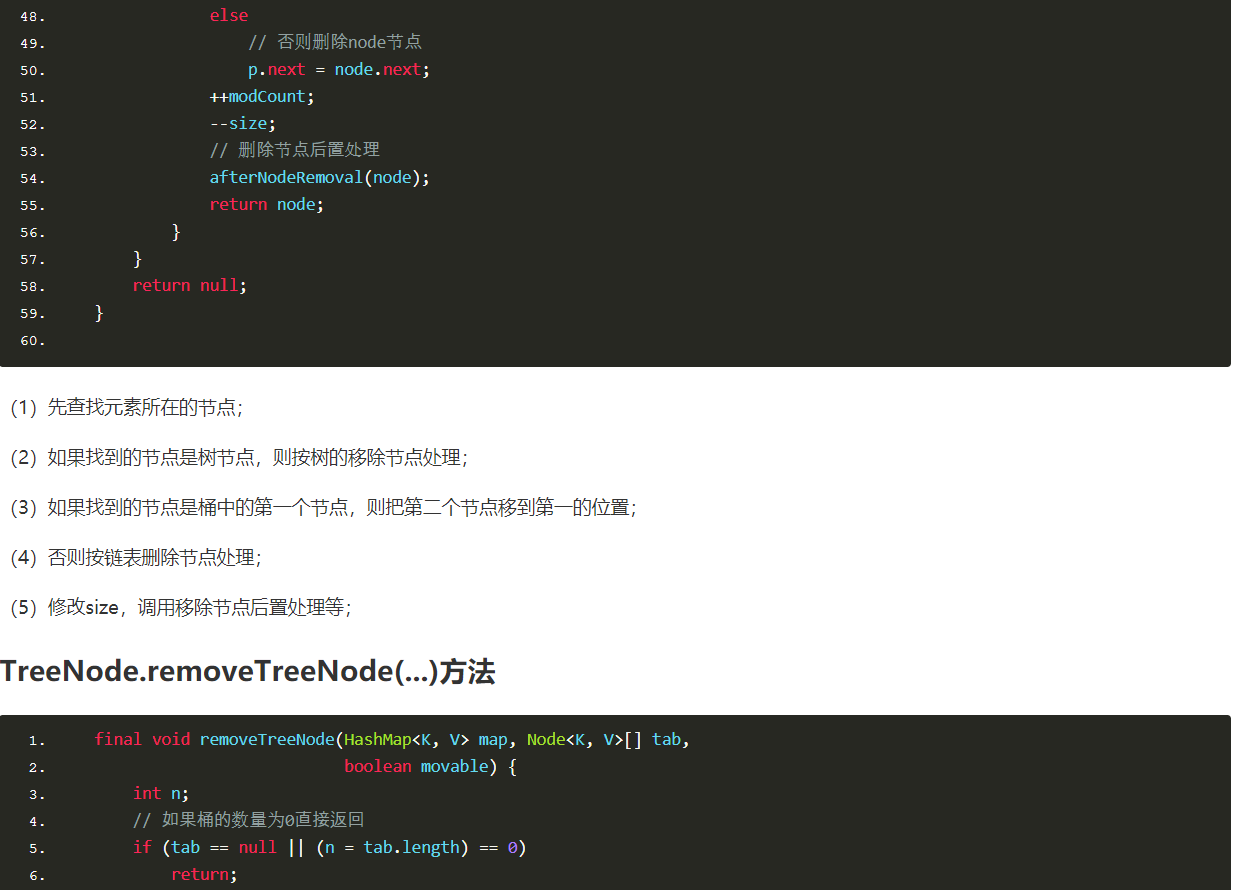 48.                 else
49.                     // 否则删除node节点
50.                     p.next = node.next;
51.                 ++modCount;
52.                 --size;
53.                 // 删除节点后置处理
54.                 afterNodeRemoval(node);
55.                 return node;
56.             }
57.         }
58.         return null;
59.     }
60.
（1）先查找元素所在的节点；
（2）如果找到的节点是树节点，则按树的移除节点处理；
（3）如果找到的节点是桶中的第一个节点，则把第二个节点移到第一的位置；
（4）否则按链表删除节点处理；
（5）修改size，调用移除节点后置处理等；
TreeNode.removeTreeNode(...)方法
1.     final void removeTreeNode(HashMap<K, V> map, Node<K, V>[] tab,
2.                               boolean movable) {
3.         int n;
4.         // 如果桶的数量为0直接返回
5.         if (tab == null || (n = tab.length) == 0)
6.             return;